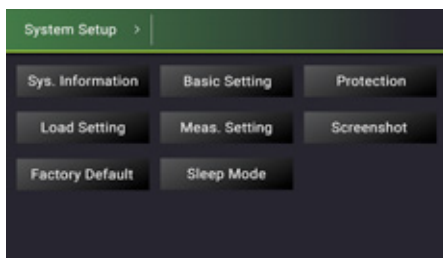 System Setup >
Sys. Information Basic Setting Protection
Load Setting Meas. Setting Screenshot
Factory Default Sleep Mode